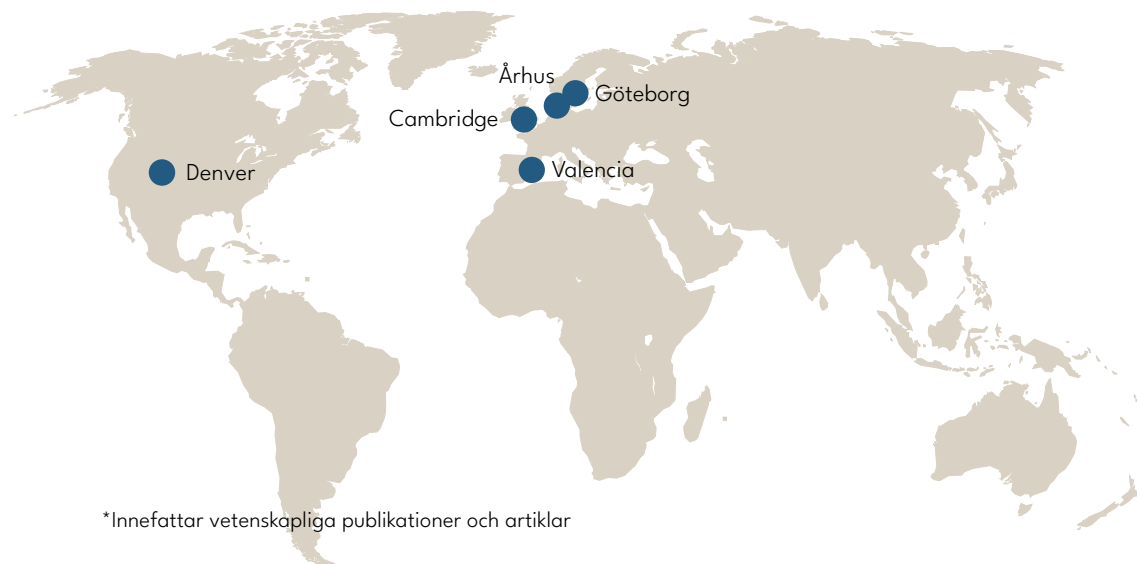 Århus
Göteborg
Cambridge
Valencia
Denver
*Innefattar vetenskapliga publikationer och artiklar